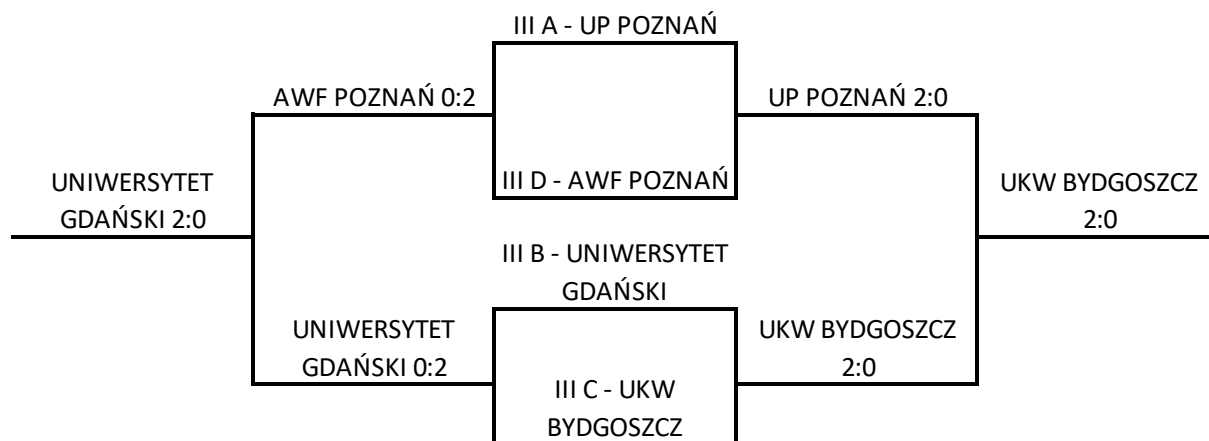 III A - UP POZNAŃ
AWF POZNAŃ 0:2
UP POZNAŃ 2:0
III D - AWF POZNAŃ
UNIWERSYTET
GDAŃSKI 2:0
UKW BYDGOSZCZ
2:0
III B - UNIWERSYTET
GDAŃSKI
UNIWERSYTET
GDAŃSKI 0:2
UKW BYDGOSZCZ
2:0
III C - UKW
BYDGOSZCZ